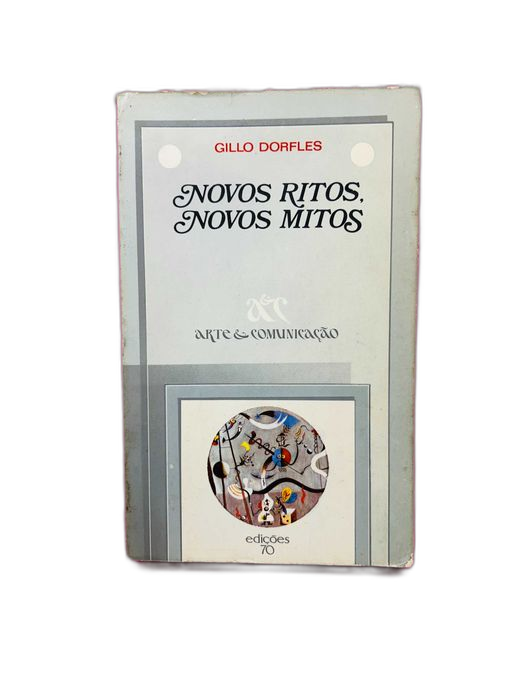 GILLO DORFLES
NOVOS RITOS,
NOVOS MITOS
a&c
ARTE & COMUNICAÇÃO
edições
70